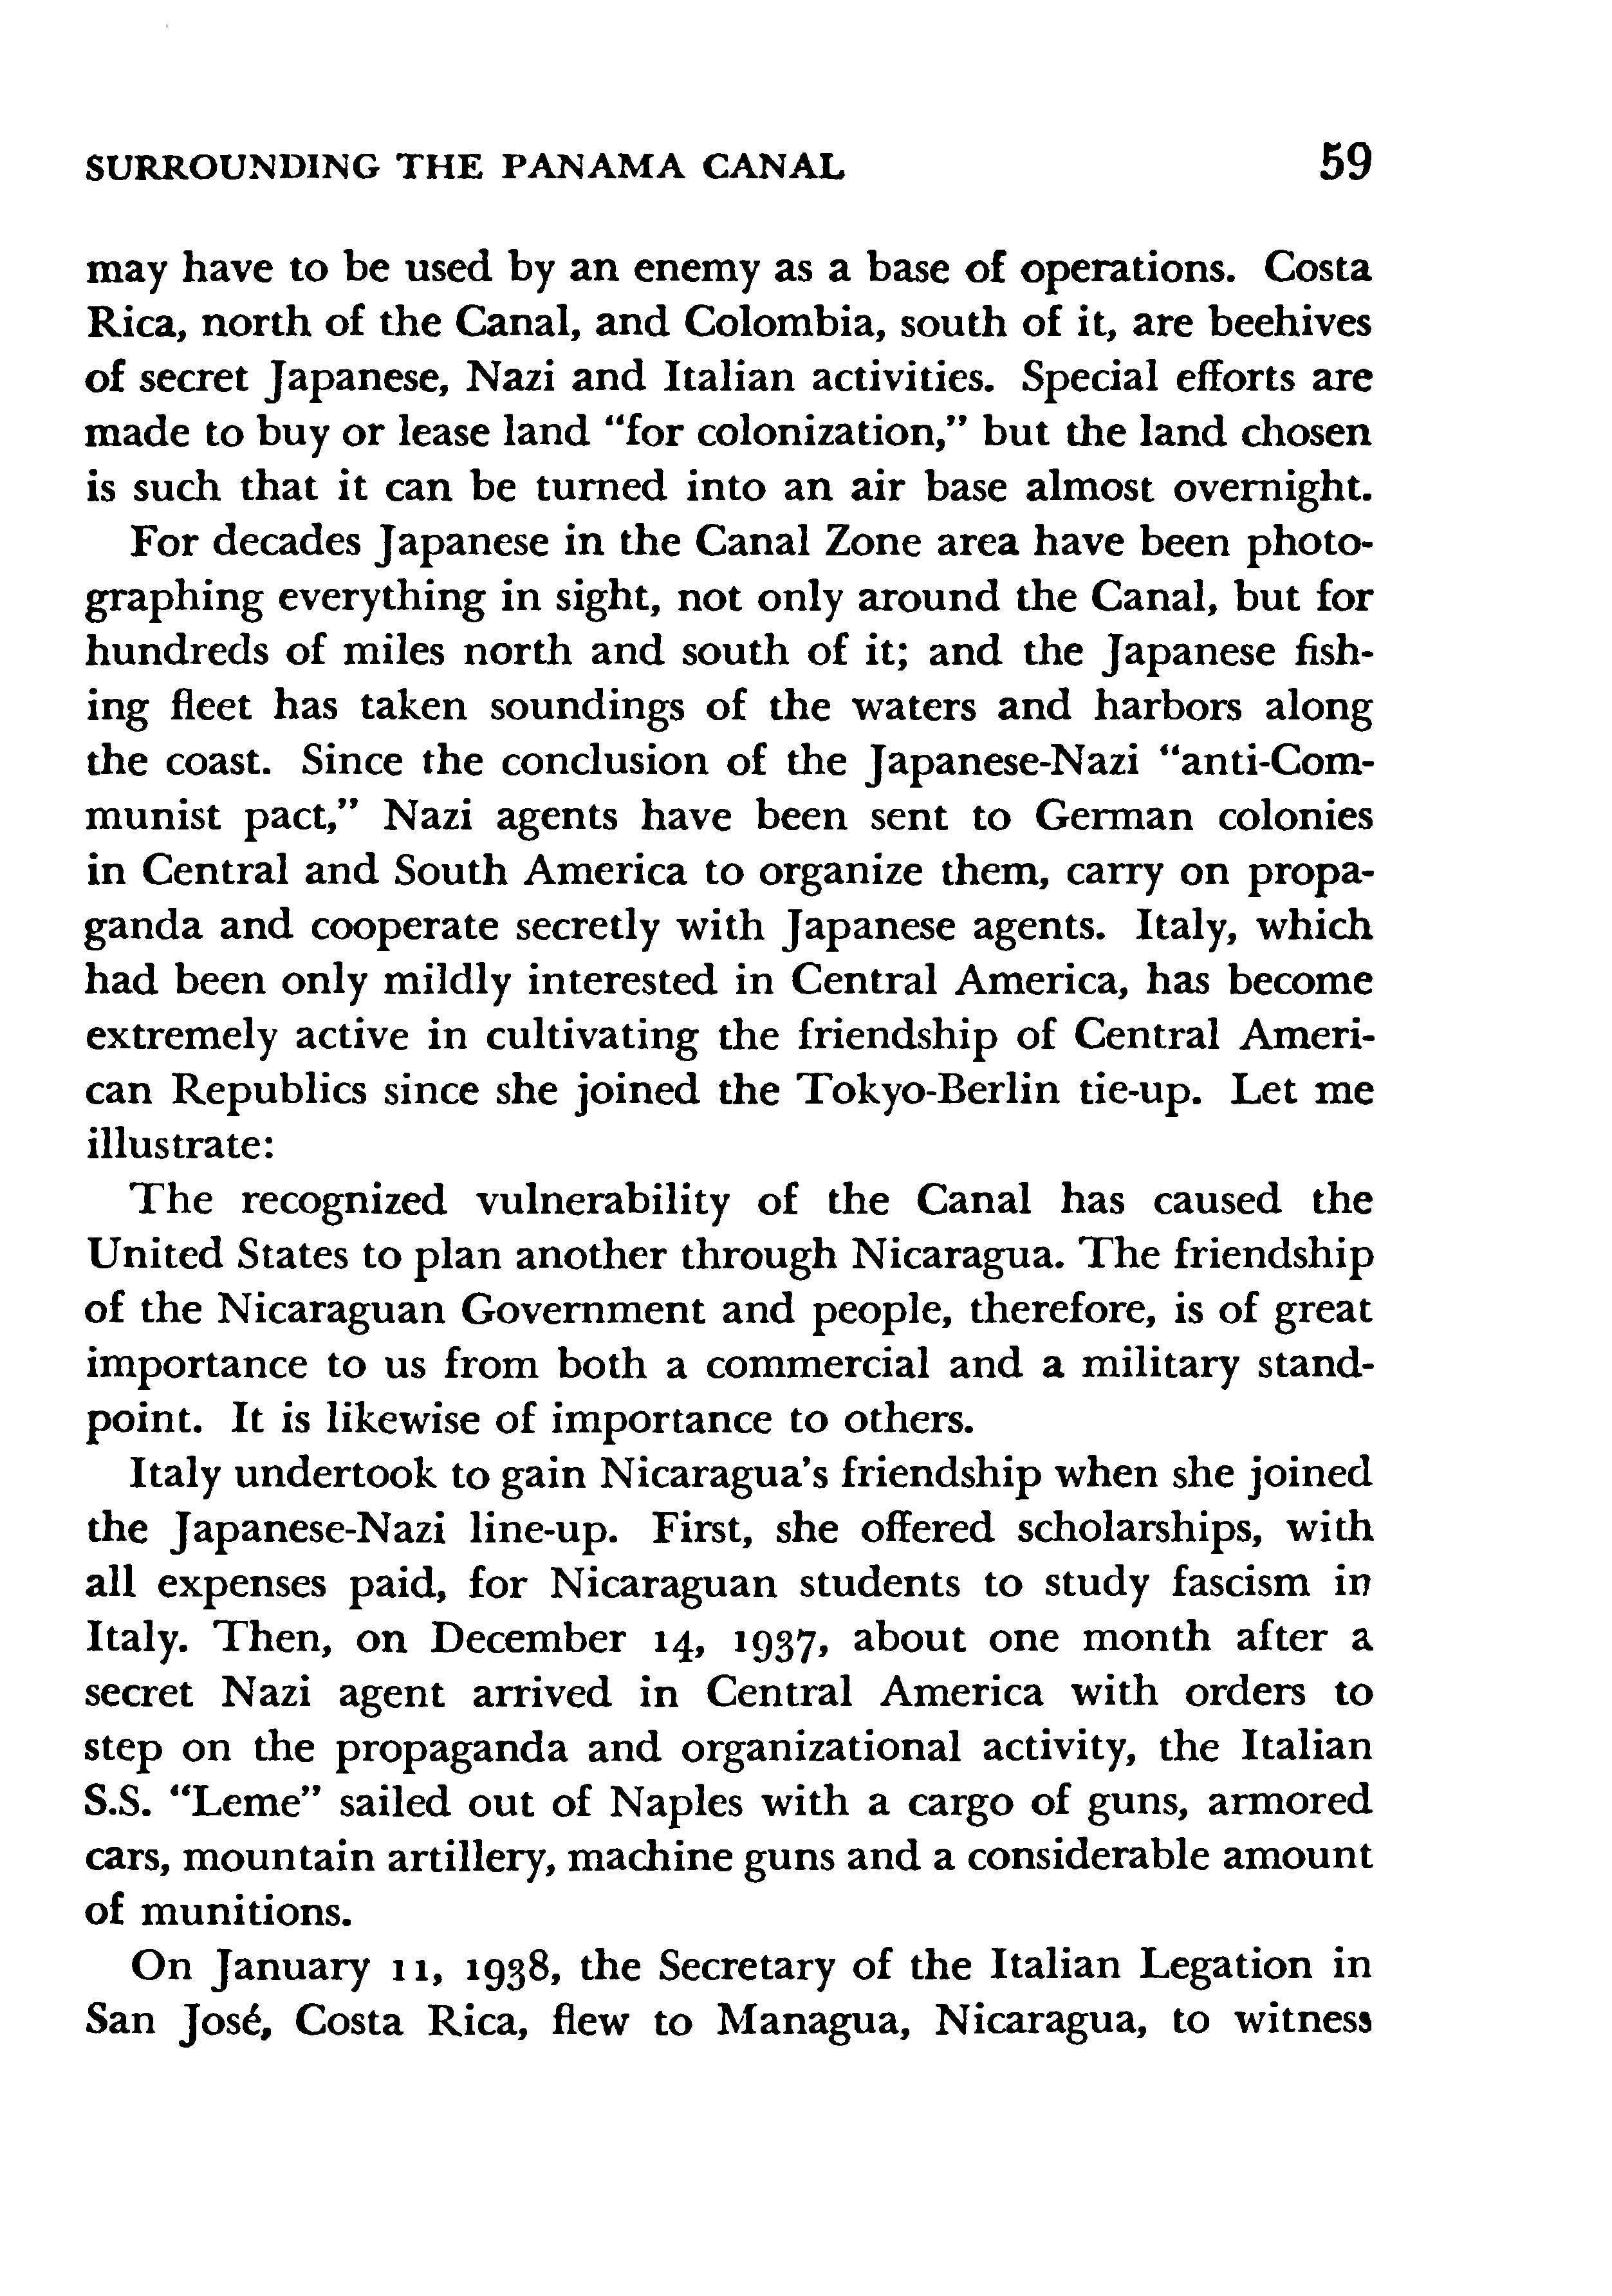 SURROUNDING THE PANAMA CANAL 59
may have to be used by an enemy as a base of operations. Costa
Rica, north of the Canal, and Colombia, south of it, are beehives
of secret Japanese, Nazi and Italian activities. Special efforts are
made to buy or lease land “for colonization,” but the land chosen
is such that it can be turned into an air base almost overnight.
For decades Japanese in the Canal Zone area have been photo-
graphing everything in sight, not only around the Canal, but for
hundreds of miles north and south of it; and the Japanese fish-
ing fleet has taken soundings of the waters and harbors along
the coast. Since the conclusion of the Japanese-Nazi “anti-Com-
munist pact,” Nazi agents have been sent to German colonies
in Central and South America to organize them, carry on propa-
ganda and cooperate secretly with Japanese agents. Italy, which
had been only mildly interested in Central America, has become
extremely active in cultivating the friendship of Central Ameri-
can Republics since she joined the Tokyo-Berlin tie-up. Let me
illustrate:
The recognized vulnerability of the Canal has caused the
United States to plan another through Nicaragua. The friendship
of the Nicaraguan Government and people, therefore, is of great
importance to us from both a commercial and a military stand-
point. It is likewise of importance to others.
Italy undertook to gain Nicaragua’s friendship when she joined
the Japanese-Nazi line-up. First, she offered scholarships, with
all expenses paid, for Nicaraguan students to study fascism in
Italy. Then, on December 14, 1937, about one month after a
secret Nazi agent arrived in Central America with orders to
step on the propaganda and organizational activity, the Italian
S.S. “Leme” sailed out of Naples with a cargo of guns, armored
cars, mountain artillery, machine guns and a considerable amount
of munitions.
On January 11, 1938, the Secretary of the Italian Legation in
San José, Costa Rica, flew to Managua, Nicaragua, to witness